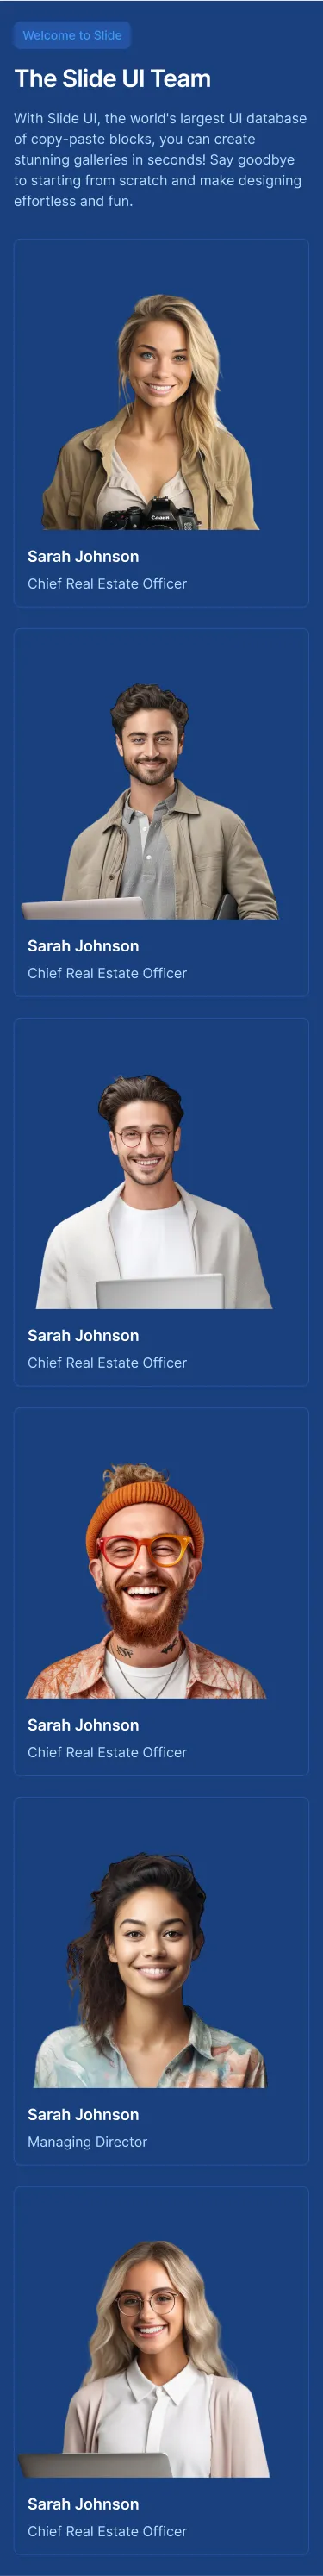 Welcome to Slide
The Slide UI Team
With Slide UI, the world's largest UI database
of copy-paste blocks, you can create
stunning galleries in seconds! Say goodbye
to starting from scratch and make designing
effortless and fun.
Canon
Sarah Johnson
Chief Real Estate Officer
Sarah Johnson
Chief Real Estate Officer
Sarah Johnson
Chief Real Estate Officer
Sarah Johnson
Chief Real Estate Officer
Sarah Johnson
Managing Director
Sarah Johnson
Chief Real Estate Officer